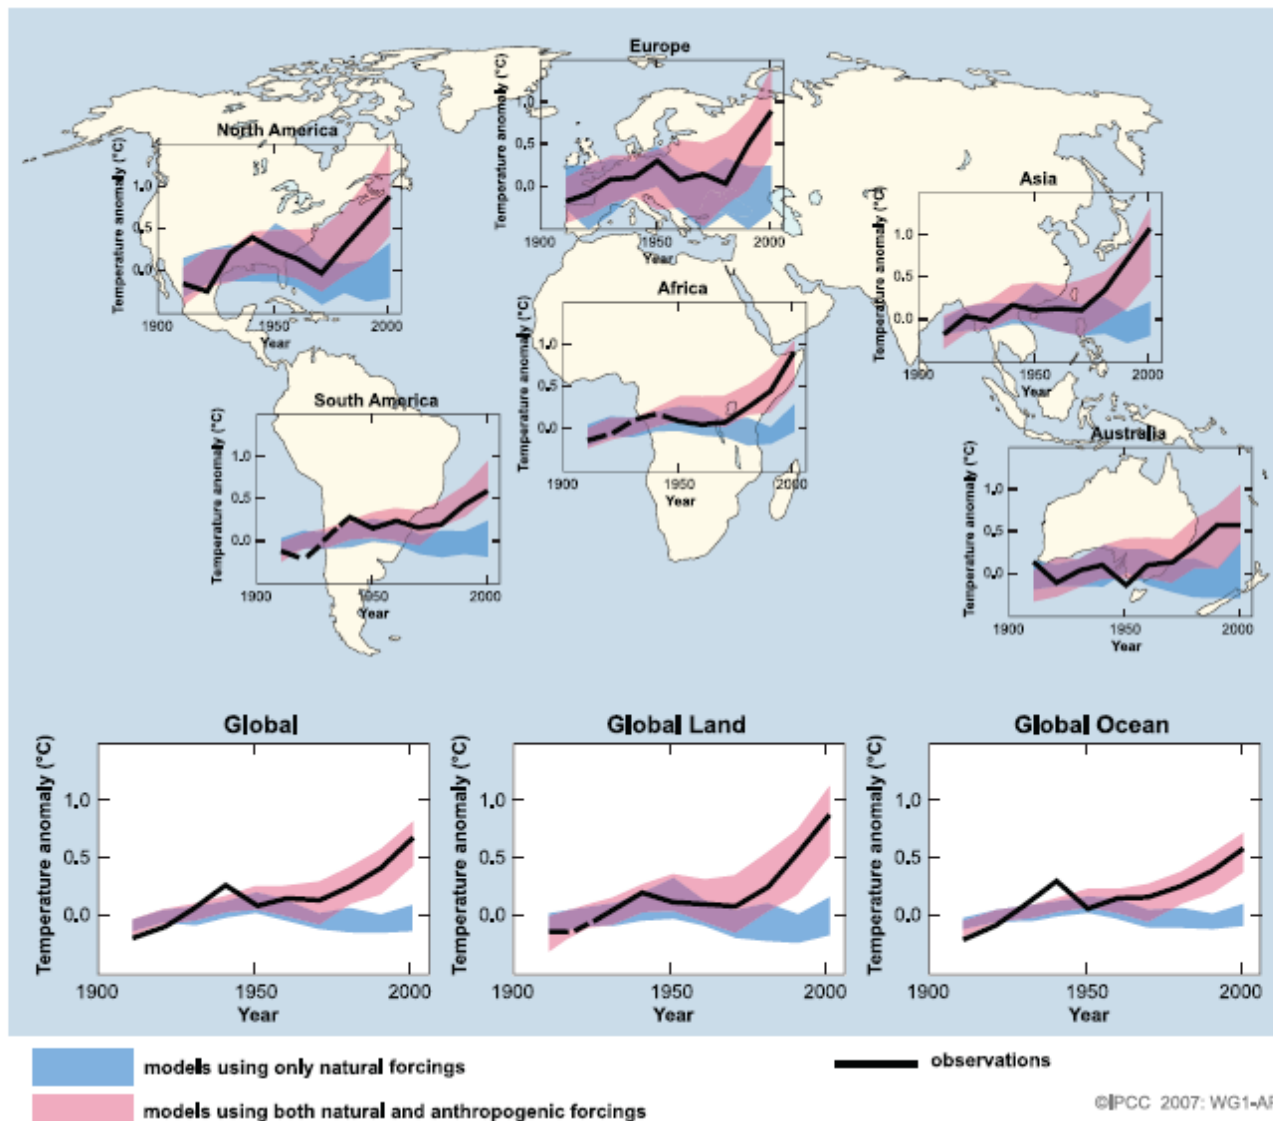 Europe
Temperature anomaly (°C)
1.0
0.5
0.0
1900
1950
2000
Year
North America
Temperature anomaly (°C)
1.0
0.5
0.0
1900
1950
2000
Year
Asia
Temperature anomaly (°C)
1.0
0.5
0.0
1900
1950
2000
Year
Africa
Temperature anomaly (°C)
1.0
0.5
0.0
1900
1950
2000
Year
South America
Temperature anomaly (°C)
1.0
0.5
0.0
1900
1950
2000
Year
Australia
Temperature anomaly (°C)
1.0
0.5
0.0
1900
1950
2000
Year
Global
Temperature anomaly (°C)
1.0
0.5
0.0
1900
1950
2000
Year
Global Land
Temperature anomaly (°C)
1.0
0.5
0.0
1900
1950
2000
Year
Global Ocean
Temperature anomaly (°C)
1.0
0.5
0.0
1900
1950
2000
Year
models using only natural forcings
observations
models using both natural and anthropogenic forcings
©IPCC 2007: WG1-